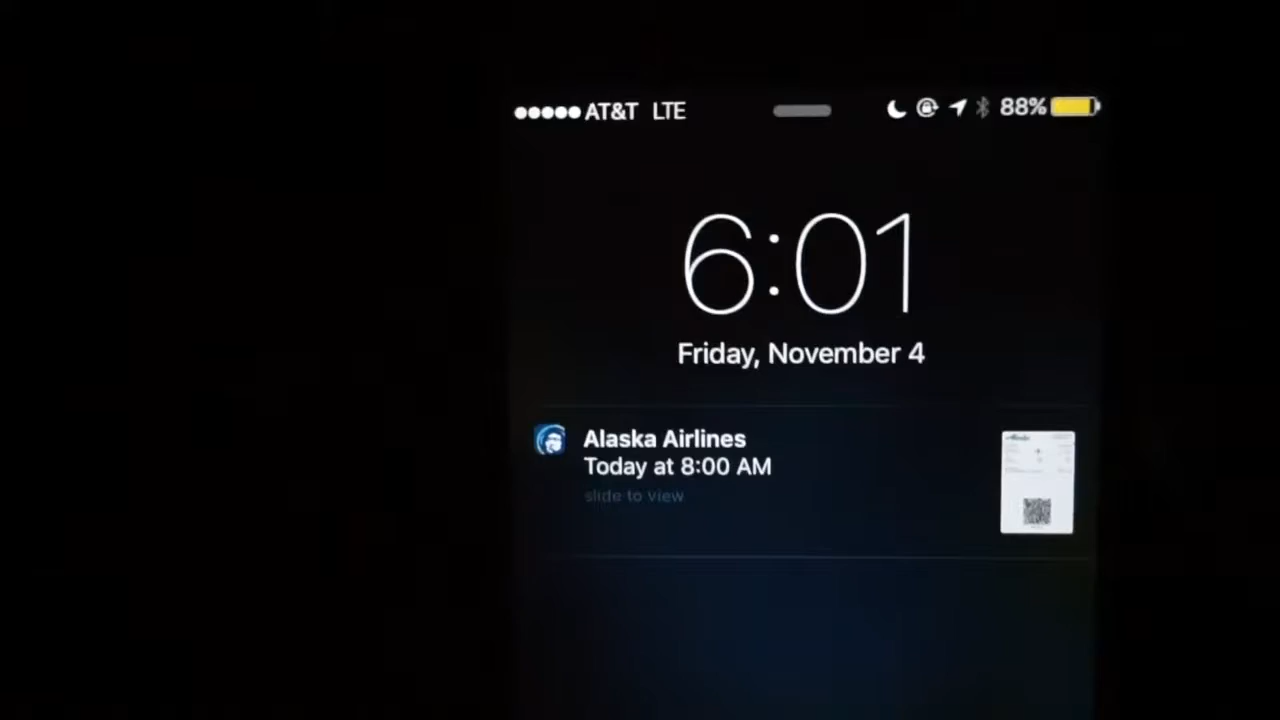 AT&T LTE 88%
6:01
Friday, November 4
Alaska Airlines
Today at 8:00 AM
slide to view